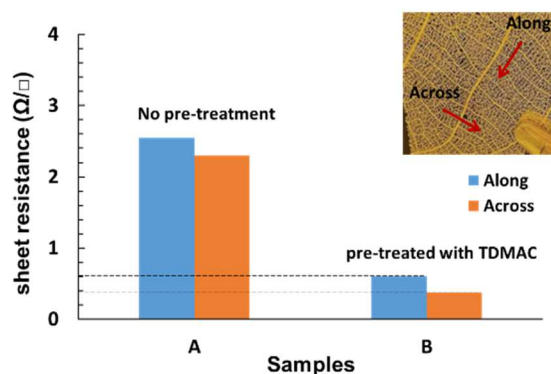 Along
Across
4
3
2
1
0
sheet resistance (Ω/□)
No pre-treatment
Along
Across
pre-treated with TDMAC
A
B
Samples